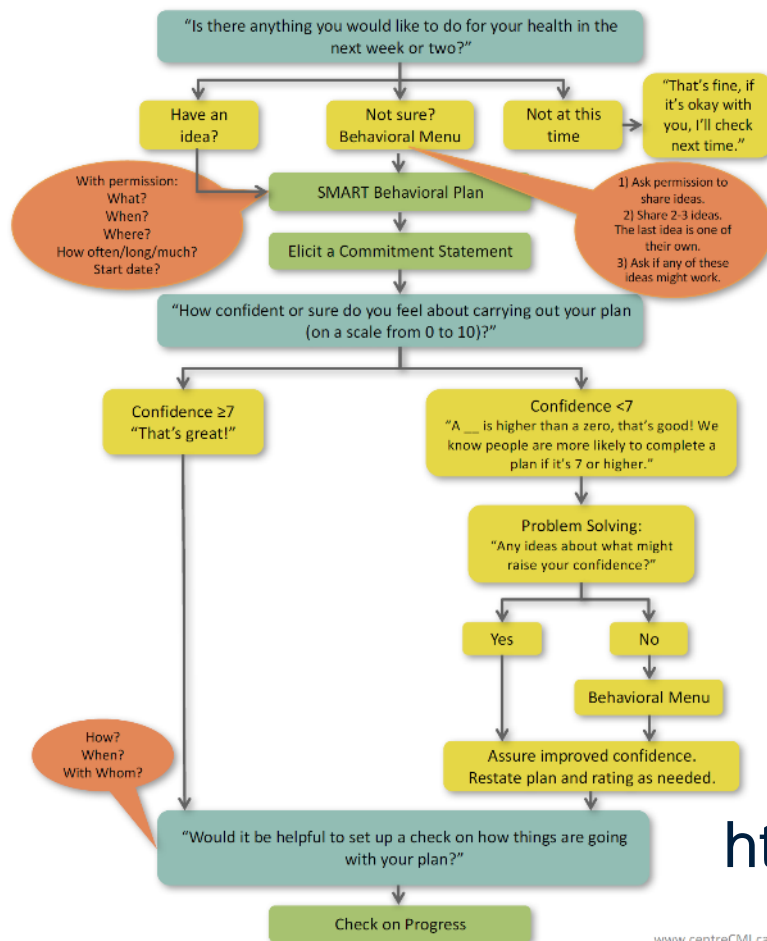 “Is there anything you would like to do for your health in the
next week or two?”
Have an
idea?
Not sure?
Behavioral Menu
Not at this
time
“That’s fine, if
it’s okay with
you, I’ll check
next time.”
With permission:
What?
When?
Where?
How often/long/much?
Start date?
SMART Behavioral Plan
1) Ask permission to
share ideas.
2) Share 2-3 ideas.
The last idea is one of
their own.
3) Ask if any of these
ideas might work.
Elicit a Commitment Statement
“How confident or sure do you feel about carrying out your plan
(on a scale from 0 to 10)?”
Confidence ≥7
“That’s great!”
Confidence <7
“A __ is higher than a zero, that’s good! We
know people are more likely to complete a
plan if it’s 7 or higher.”
Problem Solving:
“Any ideas about what might
raise your confidence?”
Yes
No
Behavioral Menu
Assure improved confidence.
Restate plan and rating as needed.
How?
When?
With Whom?
“Would it be helpful to set up a check on how things are going
with your plan?”
ht
Check on Progress